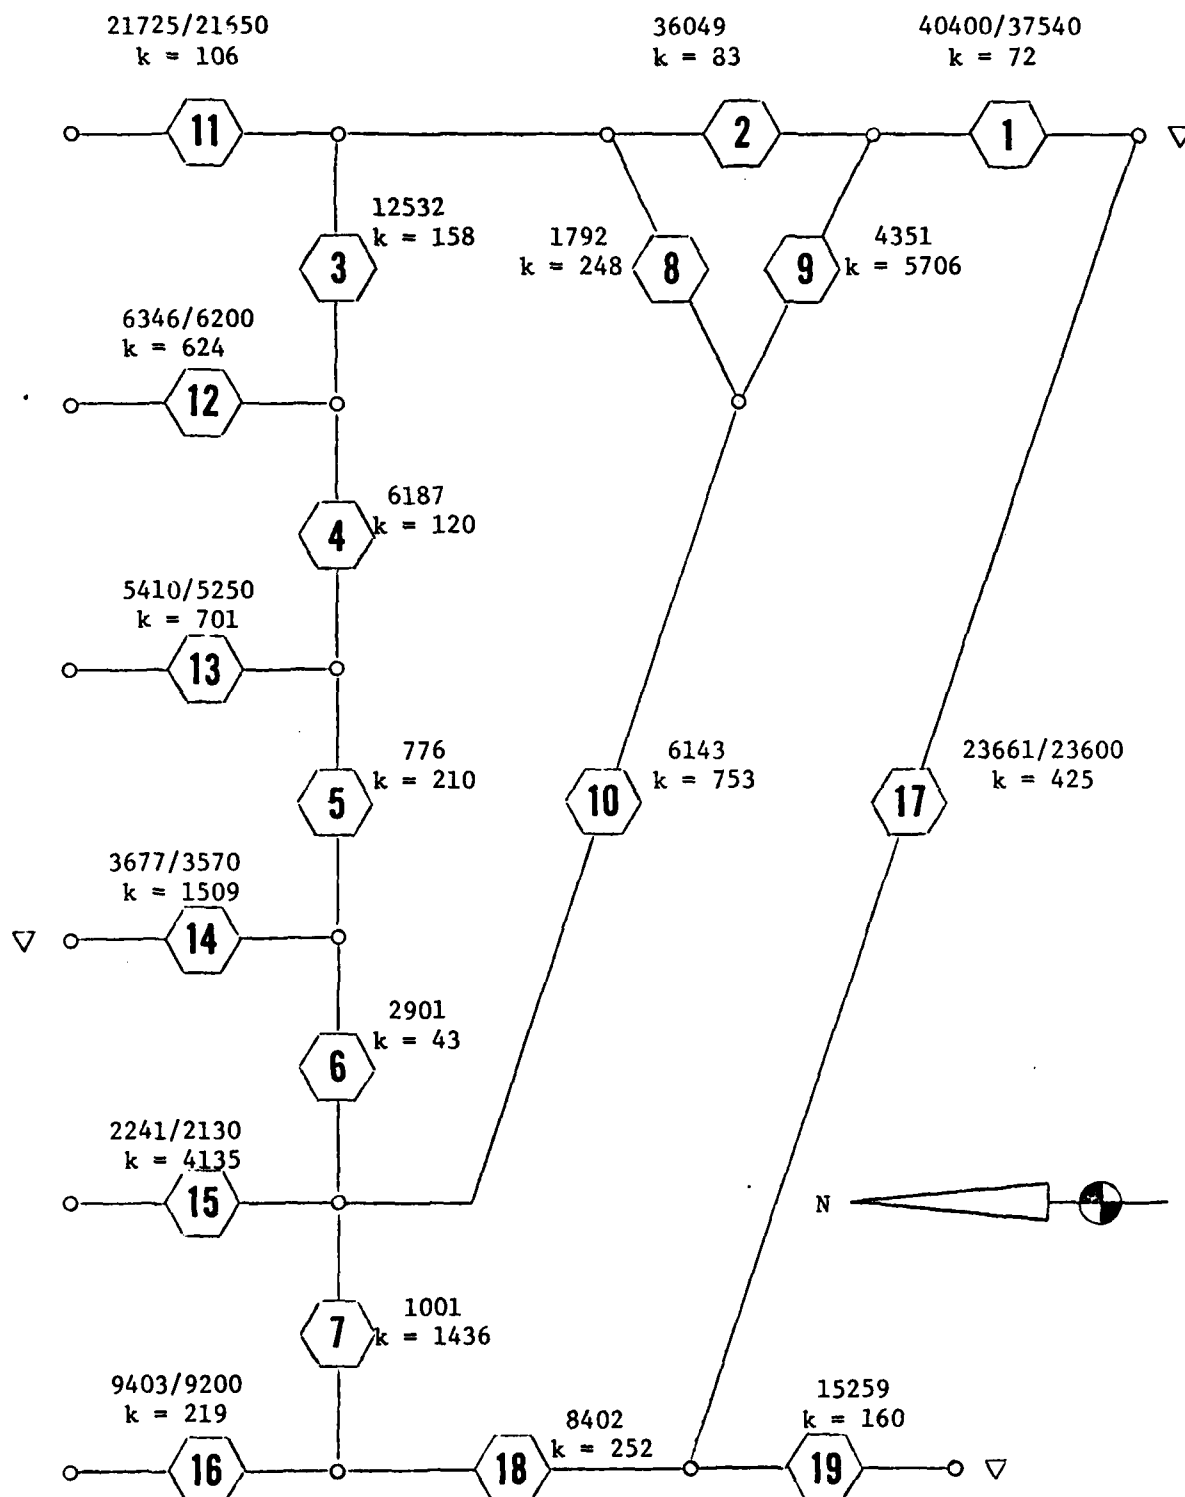 21725/21650
k = 106
36049
k = 83
40400/37540
k = 72
11
2
1
12532
k = 158
1792
k = 248
4351
k = 5706
3
8
9
6346/6200
k = 624
12
6187
k = 120
4
5410/5250
k = 701
13
776
k = 210
6143
k = 753
23661/23600
k = 425
5
10
17
3677/3570
k = 1509
14
2901
k = 43
6
2241/2130
k = 4135
15
N
1001
k = 1436
7
9403/9200
k = 219
8402
k = 252
15259
k = 160
16
18
19